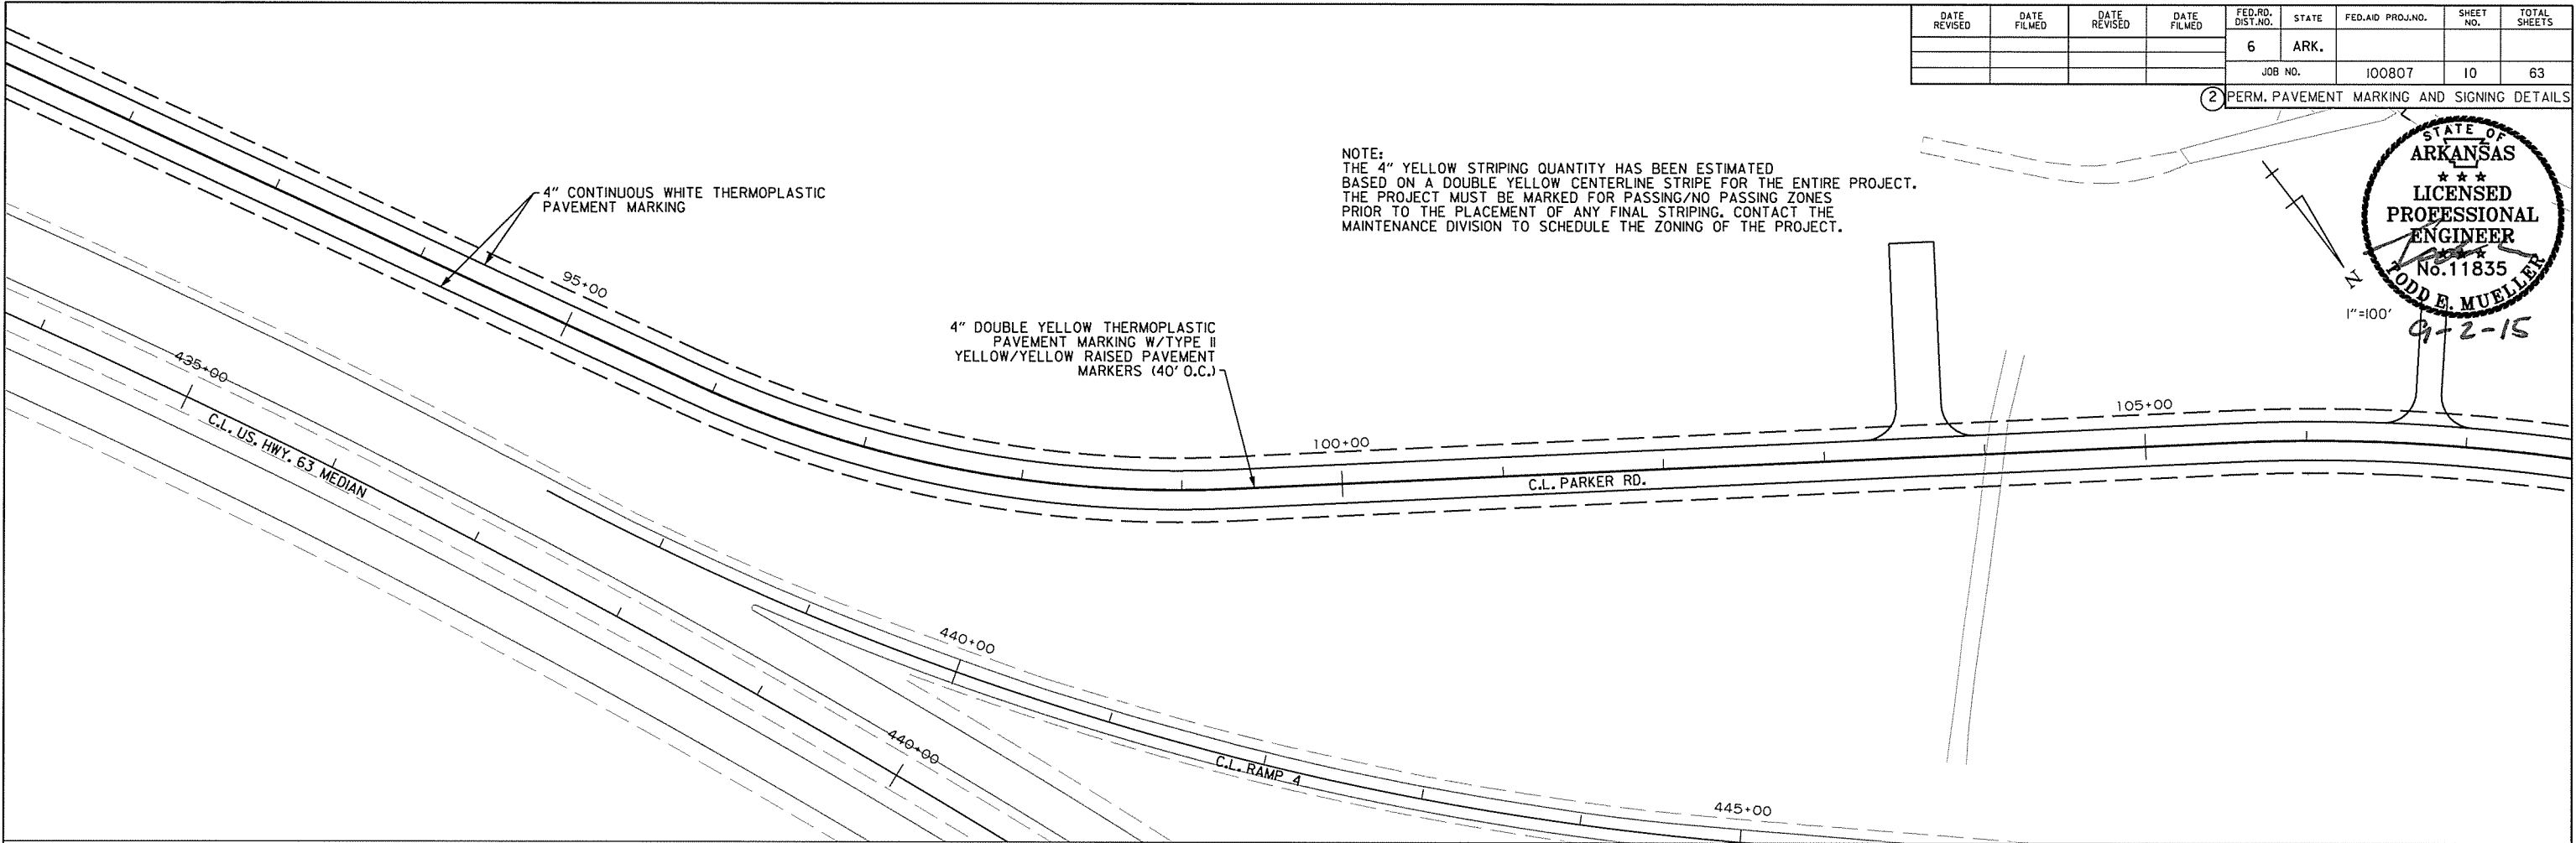 DATE REVISED
DATE FILMED
DATE REVISED
DATE FILMED
FED.RD. DIST.NO.
STATE
FED.AID PROJ.NO.
SHEET NO.
TOTAL SHEETS
6
ARK.
JOB NO.
100807
10
63
2
PERM. PAVEMENT MARKING AND SIGNING DETAILS
NOTE:
THE 4" YELLOW STRIPING QUANTITY HAS BEEN ESTIMATED
BASED ON A DOUBLE YELLOW CENTERLINE STRIPE FOR THE ENTIRE PROJECT.
THE PROJECT MUST BE MARKED FOR PASSING/NO PASSING ZONES
PRIOR TO THE PLACEMENT OF ANY FINAL STRIPING. CONTACT THE
MAINTENANCE DIVISION TO SCHEDULE THE ZONING OF THE PROJECT.
STATE OF
ARKANSAS
LICENSED
PROFESSIONAL
ENGINEER
No.11835
TODD E. MUELLER
9-2-15
N
1"=100'
4" CONTINUOUS WHITE THERMOPLASTIC
PAVEMENT MARKING
95+00
4" DOUBLE YELLOW THERMOPLASTIC
PAVEMENT MARKING W/TYPE II
YELLOW/YELLOW RAISED PAVEMENT
MARKERS (40' O.C.)
435+00
C.L. US. HWY. 63 MEDIAN
100+00
105+00
C.L. PARKER RD.
440+00
440+00
C.L. RAMP 4
445+00